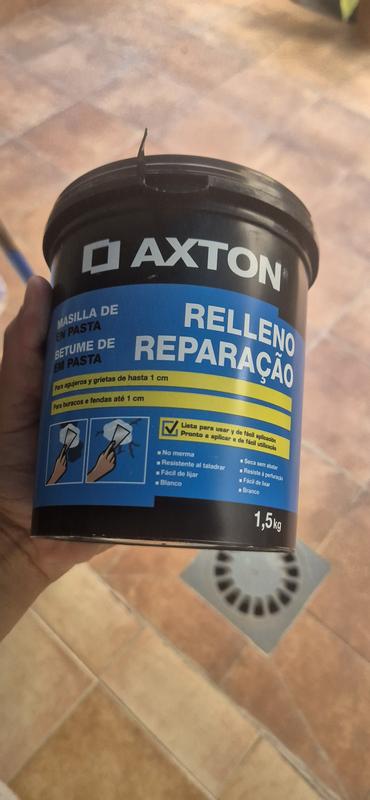 AXTON
MASILLA DE
EN PASTA
BETUME DE
EM PASTA
RELLENO
REPARAÇÃO
Para agujeros y grietas de hasta 1 cm
Para buracos e fendas até 1 cm
Lista para usar y de fácil aplicación
Pronto a aplicar e de fácil utilização
No merma
Resistente al taladrar
Fácil de lijar
Blanco
Seca sem abater
Resiste à perfuração
Fácil de lixar
Branco
1,5kg